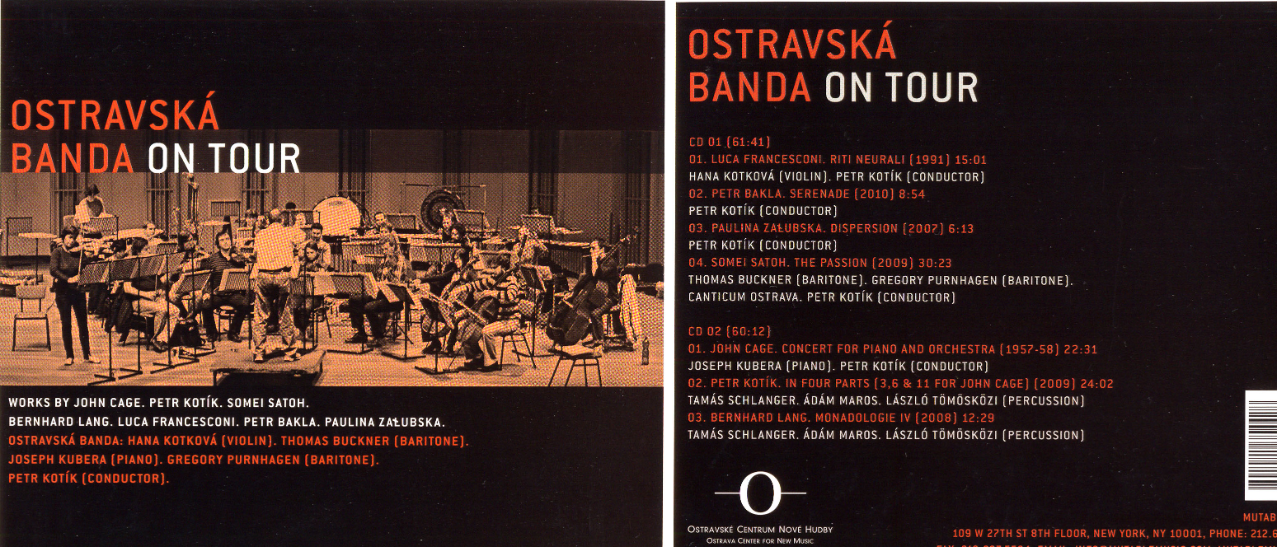 OSTRAVSKÁ
BANDA ON TOUR
WORKS BY JOHN CAGE. PETR KOTÍK. SOMEI SATOH.
BERNHARD LANG. LUCA FRANCESCONI. PETR BAKLA. PAULINA ZAŁUBSKA.
OSTRAVSKÁ BANDA: HANA KOTKOVÁ (VIOLIN). THOMAS BUCKNER (BARITONE).
JOSEPH KUBERA (PIANO). GREGORY PURNHAGEN (BARITONE).
PETR KOTÍK (CONDUCTOR).
OSTRAVSKÁ
BANDA ON TOUR
CD 01 (61:41)
01. LUCA FRANCESCONI. RITI NEURALI (1991) 15:01
HANA KOTKOVÁ (VIOLIN). PETR KOTÍK (CONDUCTOR)
02. PETR BAKLA. SERENADE (2010) 8:54
PETR KOTÍK (CONDUCTOR)
03. PAULINA ZAŁUBSKA. DISPERSION (2007) 6:13
PETR KOTÍK (CONDUCTOR)
04. SOMEI SATOH. THE PASSION (2009) 30:23
THOMAS BUCKNER (BARITONE). GREGORY PURNHAGEN (BARITONE).
CANTICUM OSTRAVA. PETR KOTÍK (CONDUCTOR)
CD 02 (60:12)
01. JOHN CAGE. CONCERT FOR PIANO AND ORCHESTRA (1957-58) 22:31
JOSEPH KUBERA (PIANO). PETR KOTÍK (CONDUCTOR)
02. PETR KOTÍK. IN FOUR PARTS (3,6 & 11 FOR JOHN CAGE) (2009) 24:02
TAMÁS SCHLANGER. ÁDÁM MAROS. LÁSZLÓ TÖMÖSKÖZI (PERCUSSION)
03. BERNHARD LANG. MONADOLOGIE IV (2008) 12:29
TAMÁS SCHLANGER. ÁDÁM MAROS. LÁSZLÓ TÖMÖSKÖZI (PERCUSSION)
OSTRAVSKÉ CENTRUM NOVÉ HUDBY
OSTRAVA CENTER FOR NEW MUSIC
MUTAB
109 W 27TH ST 8TH FLOOR, NEW YORK, NY 10001, PHONE: 212.6